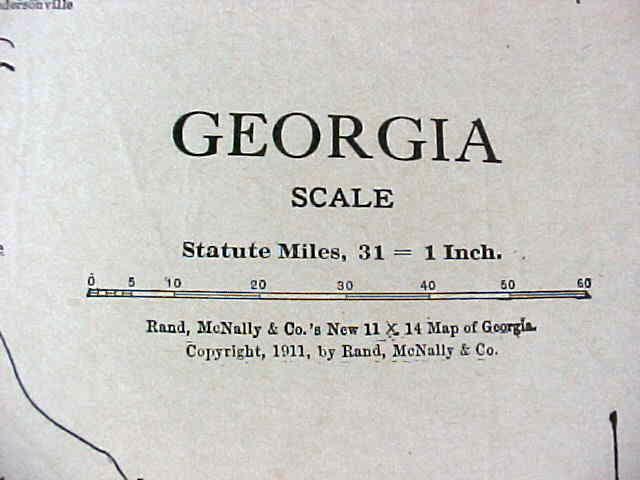 dersonville
GEORGIA
SCALE
Statute Miles, 31 = 1 Inch.
0 5 10 20 30 40 50 60
Rand, McNally & Co.'s New 11 X 14 Map of Georgia.
Copyright, 1911, by Rand, McNally & Co.